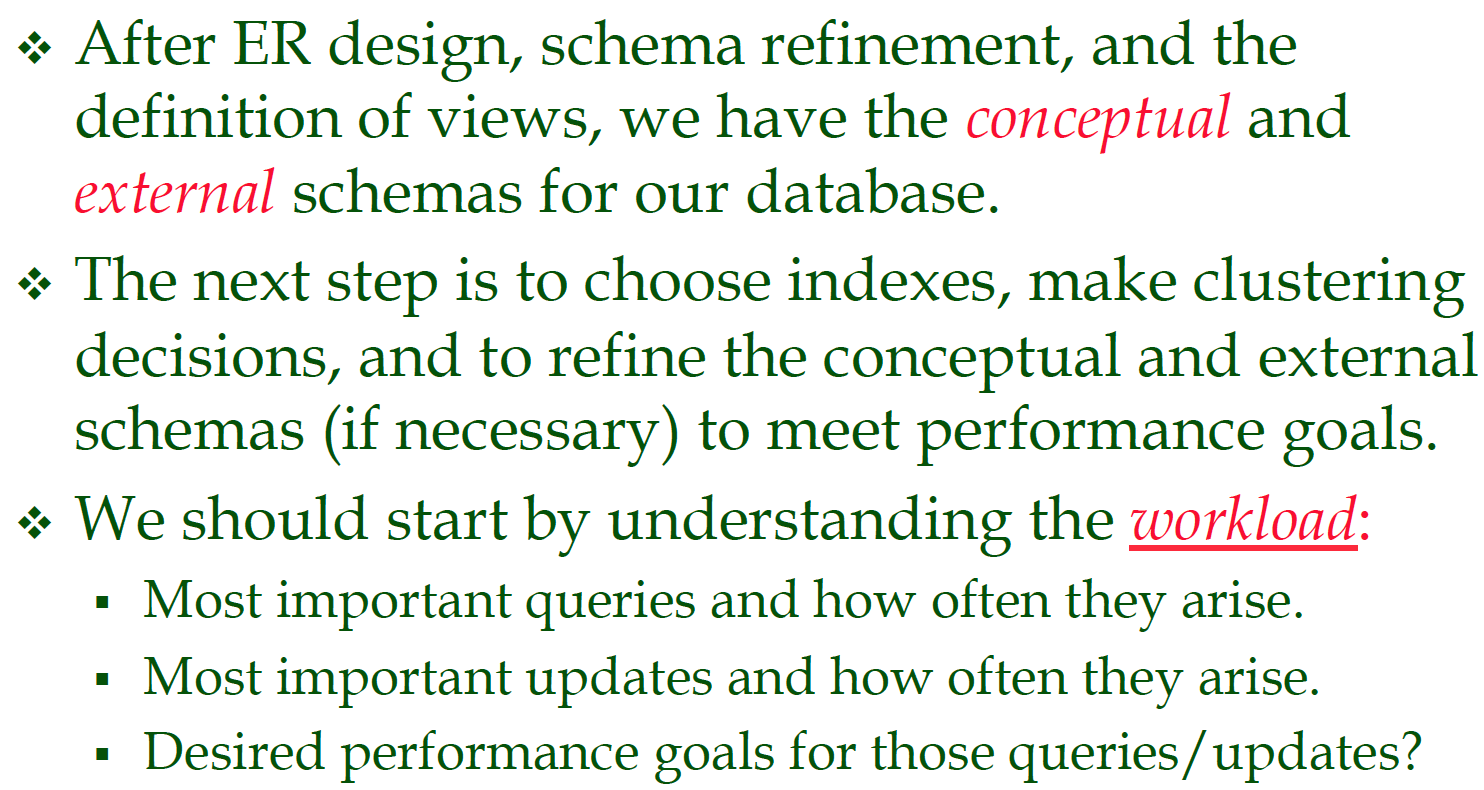 ❖ After ER design, schema refinement, and the
definition of views, we have the conceptual and
external schemas for our database.
❖ The next step is to choose indexes, make clustering
decisions, and to refine the conceptual and external
schemas (if necessary) to meet performance goals.
❖ We should start by understanding the workload:
▪ Most important queries and how often they arise.
▪ Most important updates and how often they arise.
▪ Desired performance goals for those queries/updates?